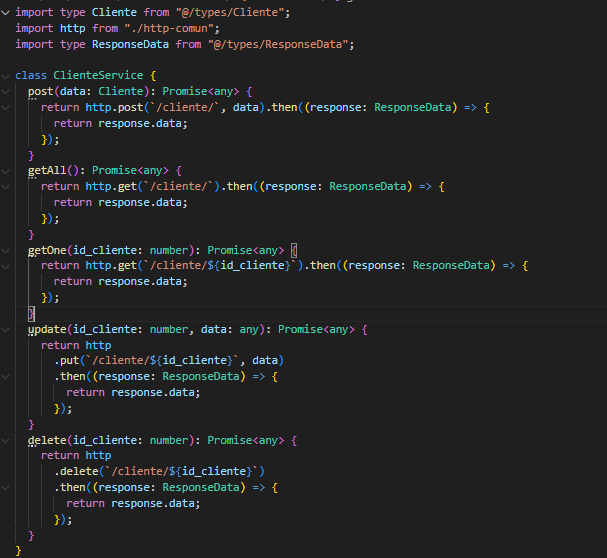 import type Cliente from "@/types/Cliente";
import http from "./http-comun";
import type ResponseData from "@/types/ResponseData";
class ClienteService {
post(data: Cliente): Promise<any> {
return http.post(`/cliente/`, data).then((response: ResponseData) => {
return response.data;
});
}
getAll(): Promise<any> {
return http.get(`/cliente/`).then((response: ResponseData) => {
return response.data;
});
}
getOne(id_cliente: number): Promise<any> {
return http.get(`/cliente/${id_cliente}`).then((response: ResponseData) => {
return response.data;
});
}
update(id_cliente: number, data: any): Promise<any> {
return http
.put(`/cliente/${id_cliente}`, data)
.then((response: ResponseData) => {
return response.data;
});
}
delete(id_cliente: number): Promise<any> {
return http
.delete(`/cliente/${id_cliente}`)
.then((response: ResponseData) => {
return response.data;
});
}
}